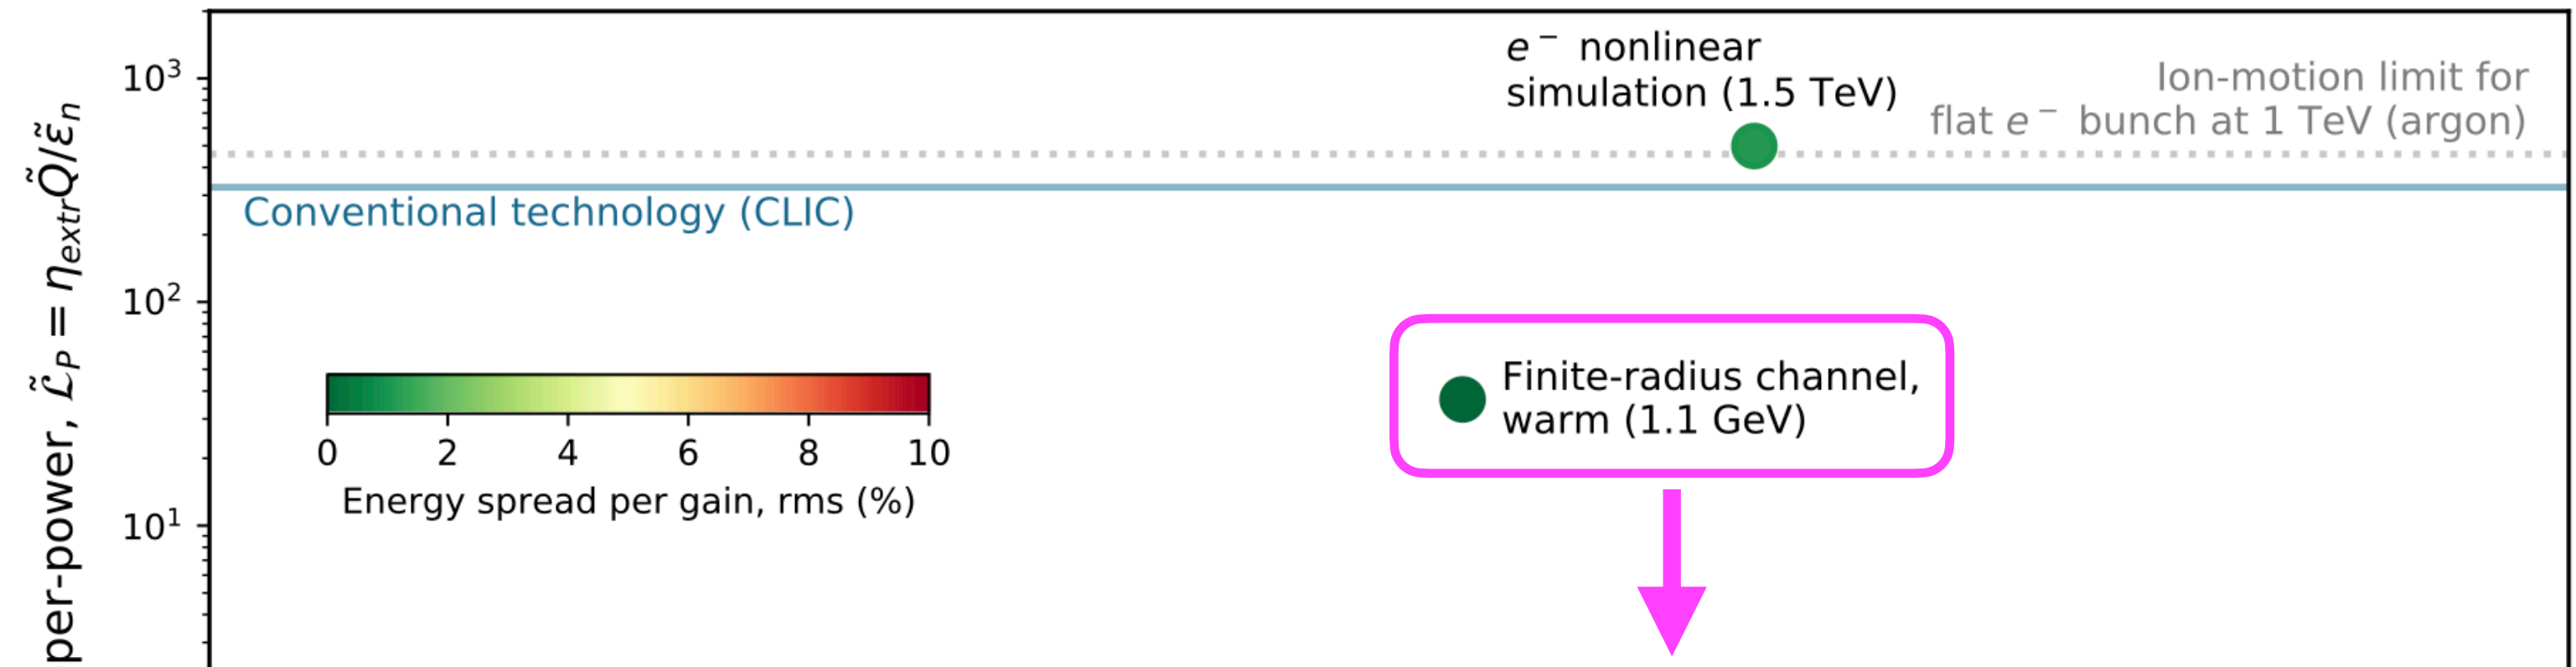 10³
e⁻ nonlinear
simulation (1.5 TeV)
Ion-motion limit for
flat e⁻ bunch at 1 TeV (argon)
Conventional technology (CLIC)
10²
Finite-radius channel,
warm (1.1 GeV)
0 2 4 6 8 10
Energy spread per gain, rms (%)
10¹
per-power, ℒ̃_P = η_extr Q̃/ε̃_n